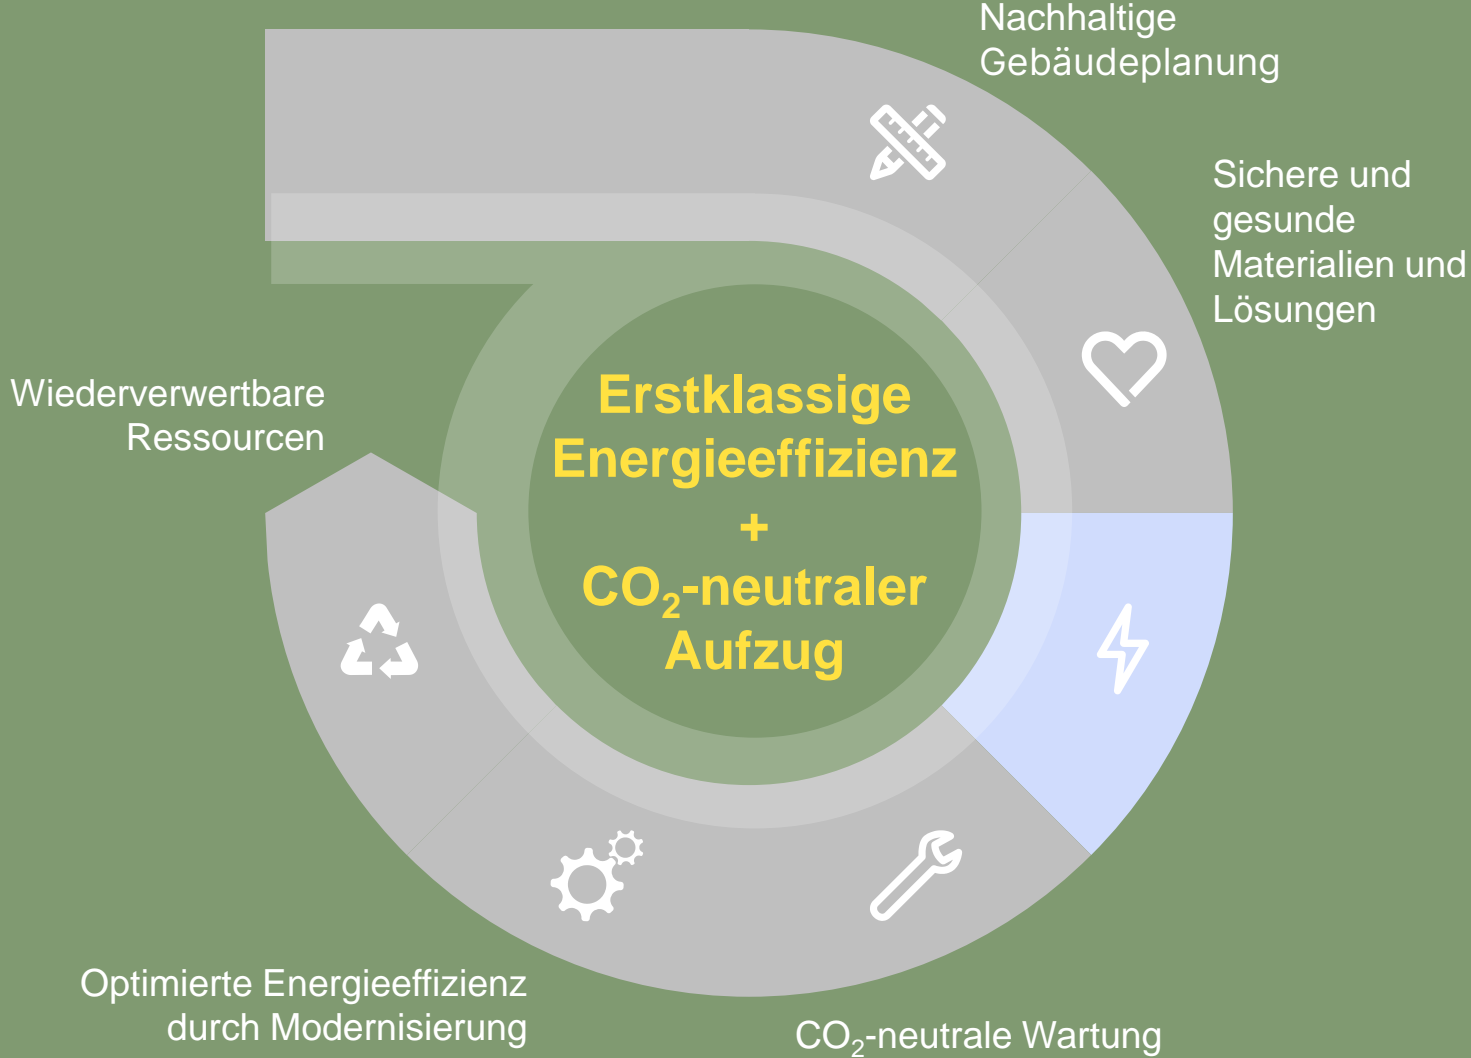 Nachhaltige
Gebäudeplanung
Sichere und
gesunde
Materialien und
Lösungen
Wiederverwertbare
Ressourcen
Erstklassige
Energieeffizienz
+
CO₂-neutraler
Aufzug
Optimierte Energieeffizienz
durch Modernisierung
CO₂-neutrale Wartung